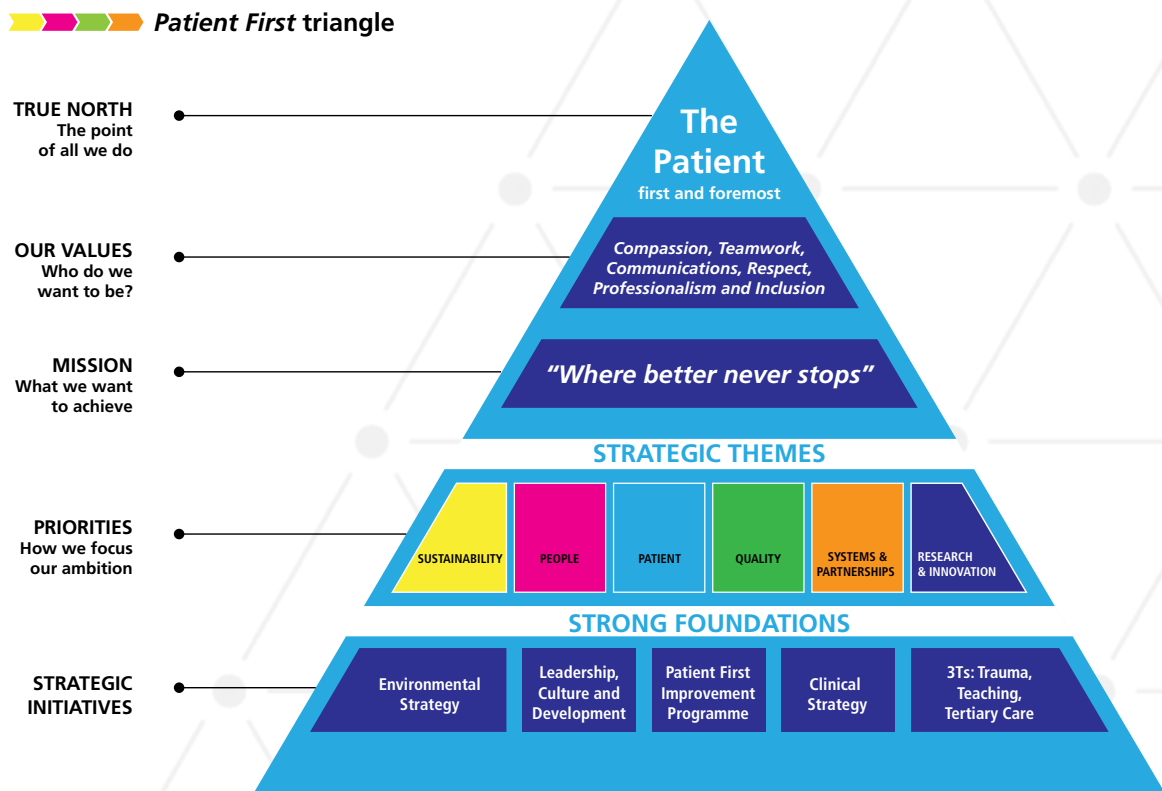 Patient First triangle
TRUE NORTH
The point
of all we do
The
Patient
first and foremost
OUR VALUES
Who do we
want to be?
Compassion, Teamwork,
Communications, Respect,
Professionalism and Inclusion
MISSION
What we want
to achieve
“Where better never stops”
STRATEGIC THEMES
PRIORITIES
How we focus
our ambition
SUSTAINABILITY
PEOPLE
PATIENT
QUALITY
SYSTEMS &
PARTNERSHIPS
RESEARCH
& INNOVATION
STRONG FOUNDATIONS
STRATEGIC
INITIATIVES
Environmental
Strategy
Leadership,
Culture and
Development
Patient First
Improvement
Programme
Clinical
Strategy
3Ts: Trauma,
Teaching,
Tertiary Care